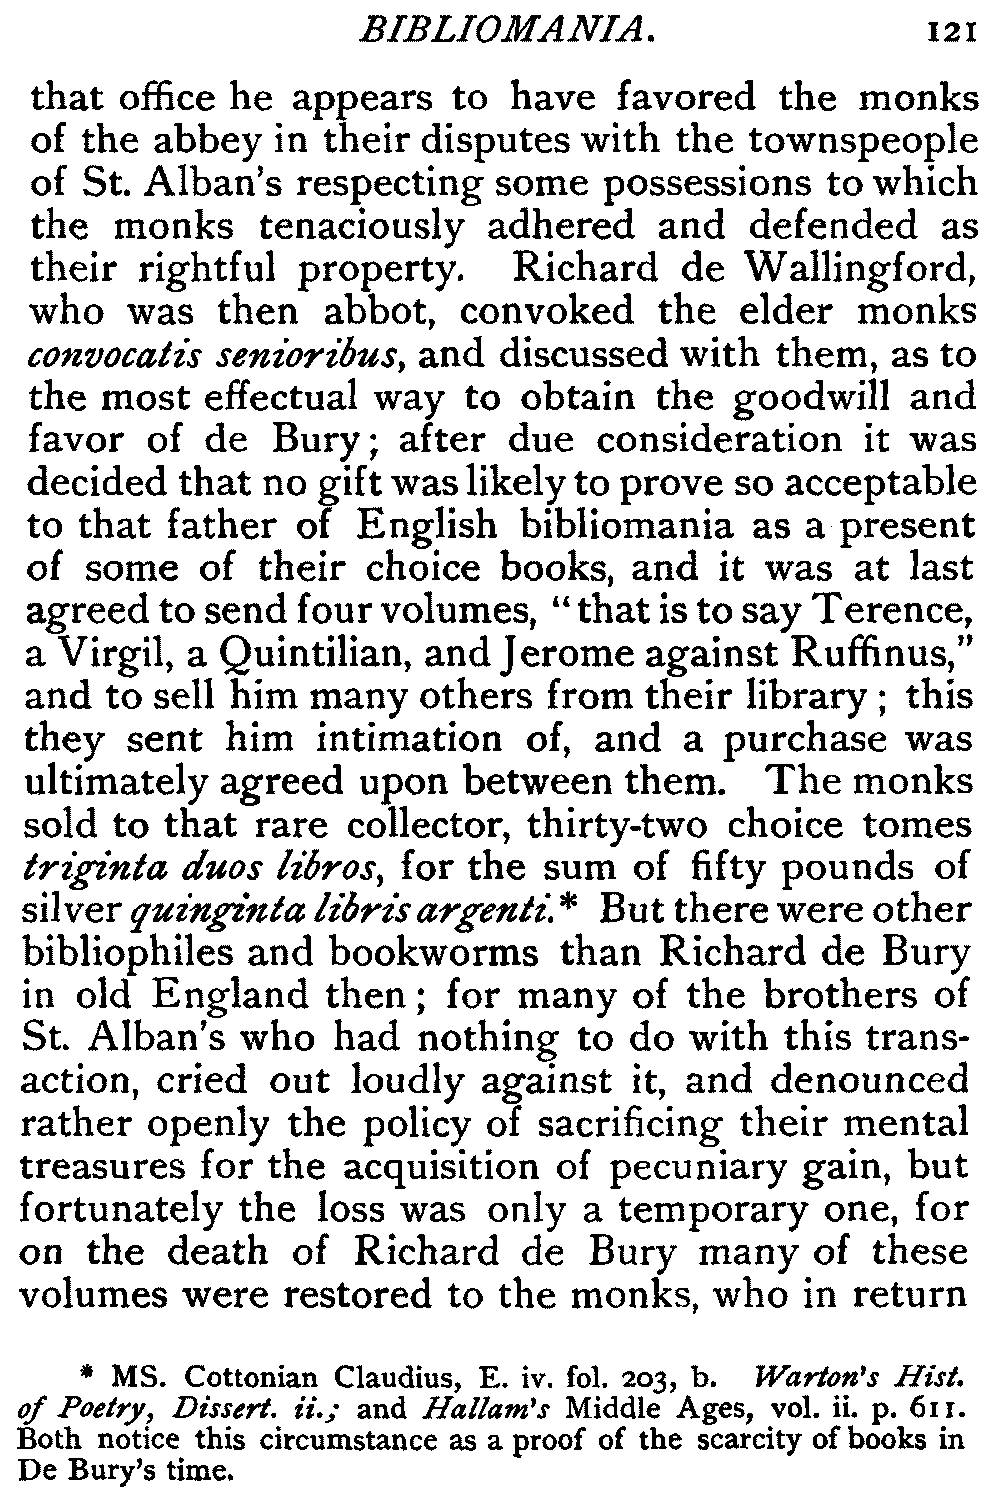 BIBLIOMANIA. 121
that office he appears to have favored the monks
of the abbey in their disputes with the townspeople
of St. Alban's respecting some possessions to which
the monks tenaciously adhered and defended as
their rightful property. Richard de Wallingford,
who was then abbot, convoked the elder monks
convocatis senioribus, and discussed with them, as to
the most effectual way to obtain the goodwill and
favor of de Bury; after due consideration it was
decided that no gift was likely to prove so acceptable
to that father of English bibliomania as a present
of some of their choice books, and it was at last
agreed to send four volumes, “that is to say Terence,
a Virgil, a Quintilian, and Jerome against Ruffinus,”
and to sell him many others from their library; this
they sent him intimation of, and a purchase was
ultimately agreed upon between them. The monks
sold to that rare collector, thirty-two choice tomes
triginta duos libros, for the sum of fifty pounds of
silver quinginta libris argenti.* But there were other
bibliophiles and bookworms than Richard de Bury
in old England then; for many of the brothers of
St. Alban's who had nothing to do with this trans-
action, cried out loudly against it, and denounced
rather openly the policy of sacrificing their mental
treasures for the acquisition of pecuniary gain, but
fortunately the loss was only a temporary one, for
on the death of Richard de Bury many of these
volumes were restored to the monks, who in return
* MS. Cottonian Claudius, E. iv. fol. 203, b. Warton's Hist.
of Poetry, Dissert. ii.; and Hallam's Middle Ages, vol. ii. p. 611.
Both notice this circumstance as a proof of the scarcity of books in
De Bury's time.